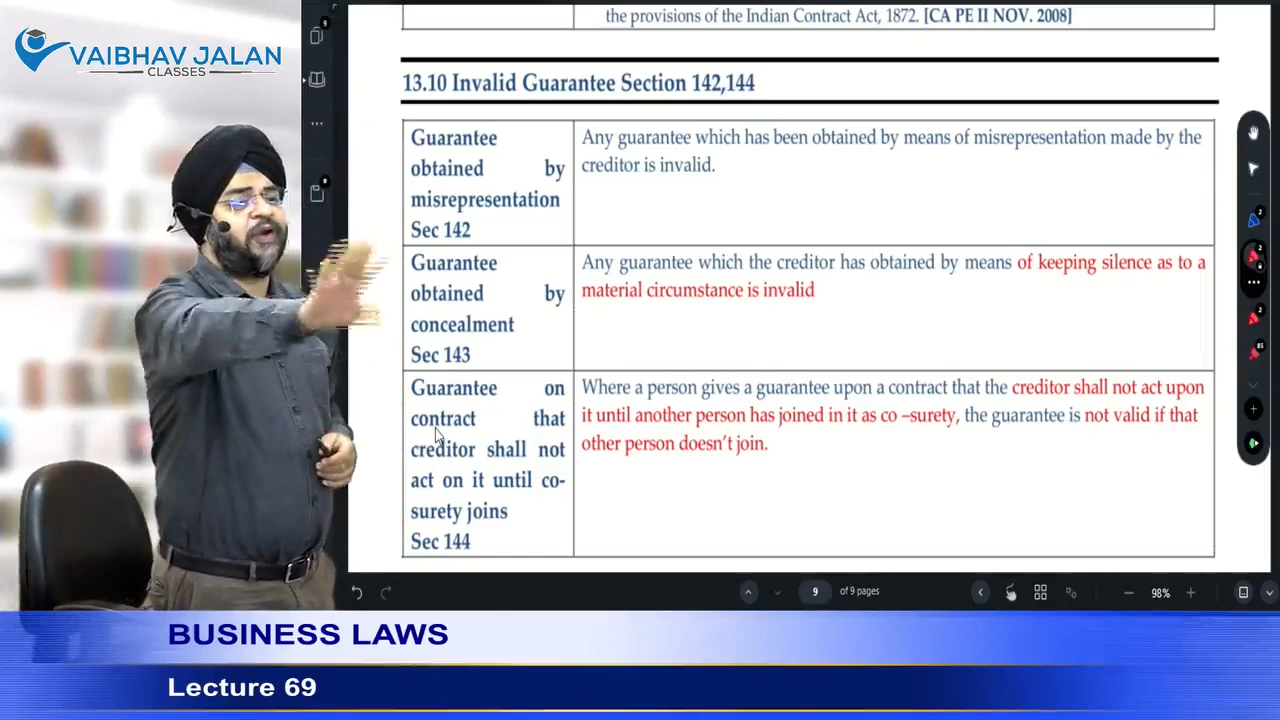 VAIBHAV JALAN
CLASSES
the provisions of the Indian Contract Act, 1872. [CA PE II NOV. 2008]
13.10 Invalid Guarantee Section 142,144
Guarantee
obtained by
misrepresentation
Sec 142
Any guarantee which has been obtained by means of misrepresentation made by the
creditor is invalid.
Guarantee
obtained by
concealment
Sec 143
Any guarantee which the creditor has obtained by means of keeping silence as to a
material circumstance is invalid
Guarantee on
contract that
creditor shall not
act on it until co-
surety joins
Sec 144
Where a person gives a guarantee upon a contract that the creditor shall not act upon
it until another person has joined in it as co –surety, the guarantee is not valid if that
other person doesn’t join.
9
2
2
2
85
9 of 9 pages
98%
BUSINESS LAWS
Lecture 69